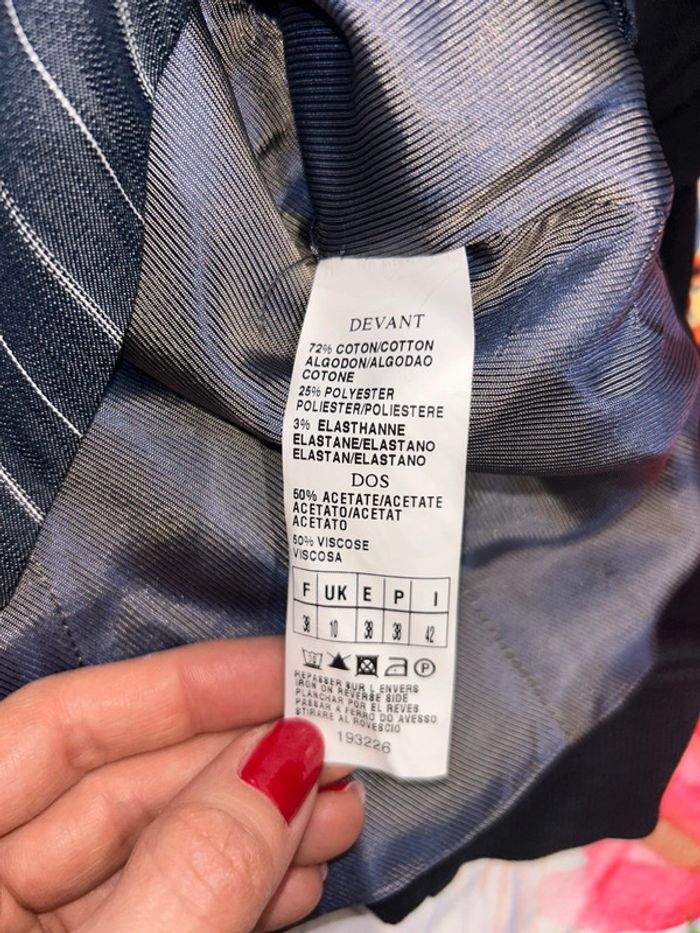 DEVANT
72% COTON/COTTON
ALGODON/ALGODAO
COTONE
25% POLYESTER
POLIESTER/POLIESTERE
3% ELASTHANNE
ELASTANE/ELASTANO
ELASTAN/ELASTANO
DOS
50% ACETATE/ACETATE
ACETATO/ACETAT
ACETATO
50% VISCOSE
VISCOSA
F UK E P I
38 10 38 38 42
P
REPASSER SUR L ENVERS
IRON ON REVERSE SIDE
PLANCHAR POR EL REVES
PASSAR A FERRO DO AVESSO
STIRARE AL ROVESCIO
193226